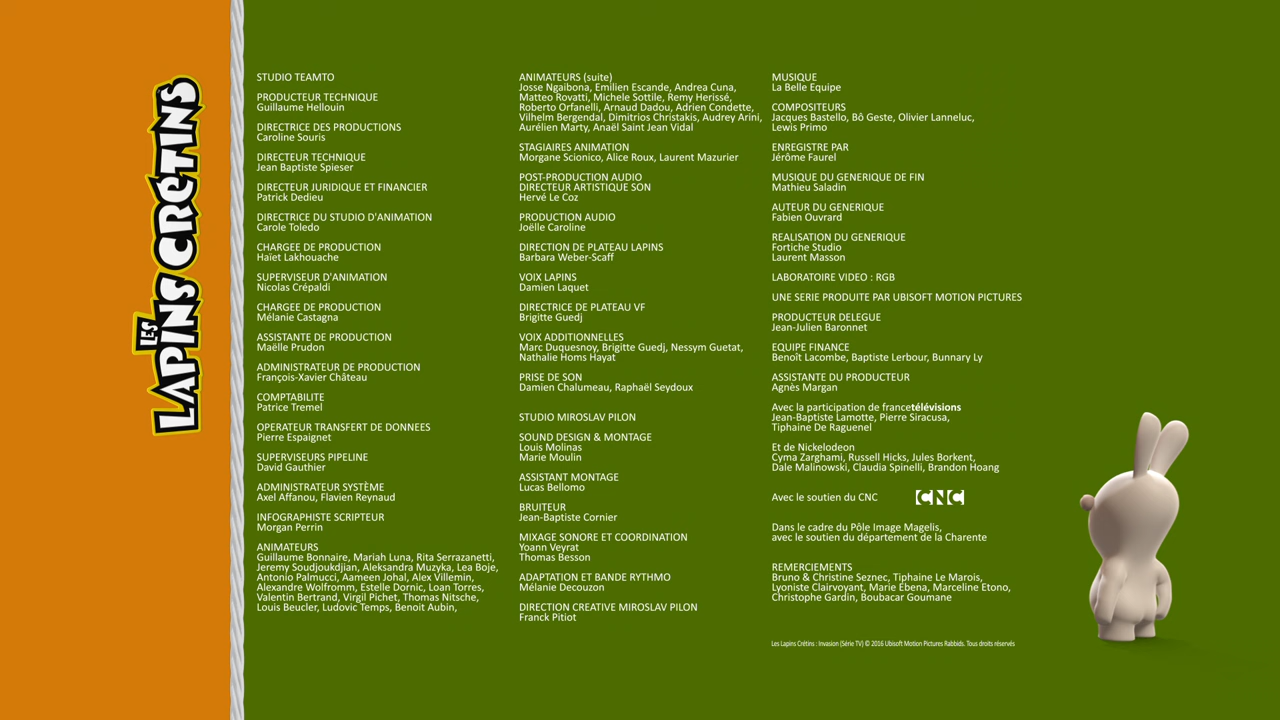 LES
LAPINS CRÉTINS
STUDIO TEAMTO
PRODUCTEUR TECHNIQUE
Guillaume Hellouin
DIRECTRICE DES PRODUCTIONS
Caroline Souris
DIRECTEUR TECHNIQUE
Jean Baptiste Spieser
DIRECTEUR JURIDIQUE ET FINANCIER
Patrick Dedieu
DIRECTRICE DU STUDIO D'ANIMATION
Carole Toledo
CHARGEE DE PRODUCTION
Haïet Lakhouache
SUPERVISEUR D'ANIMATION
Nicolas Crépaldi
CHARGEE DE PRODUCTION
Mélanie Castagna
ASSISTANTE DE PRODUCTION
Maëlle Prudon
ADMINISTRATEUR DE PRODUCTION
François-Xavier Château
COMPTABILITE
Patrice Tremel
OPERATEUR TRANSFERT DE DONNEES
Pierre Espaignet
SUPERVISEURS PIPELINE
David Gauthier
ADMINISTRATEUR SYSTÈME
Axel Affanou, Flavien Reynaud
INFOGRAPHISTE SCRIPTEUR
Morgan Perrin
ANIMATEURS
Guillaume Bonnaire, Mariah Luna, Rita Serrazanetti,
Jeremy Soudjoukdjian, Aleksandra Muzyka, Lea Boje,
Antonio Palmucci, Aameen Johal, Alex Villemin,
Alexandre Wolfromm, Estelle Dornic, Loan Torres,
Valentin Bertrand, Virgil Pichet, Thomas Nitsche,
Louis Beucler, Ludovic Temps, Benoit Aubin,
ANIMATEURS (suite)
Josse Ngaibona, Emilien Escande, Andrea Cuna,
Matteo Rovatti, Michele Sottile, Remy Herissé,
Roberto Orfanelli, Arnaud Dadou, Adrien Condette,
Vilhelm Bergendal, Dimitrios Christakis, Audrey Arini,
Aurélien Marty, Anaël Saint Jean Vidal
STAGIAIRES ANIMATION
Morgane Scionico, Alice Roux, Laurent Mazurier
POST-PRODUCTION AUDIO
DIRECTEUR ARTISTIQUE SON
Hervé Le Coz
PRODUCTION AUDIO
Joëlle Caroline
DIRECTION DE PLATEAU LAPINS
Barbara Weber-Scaff
VOIX LAPINS
Damien Laquet
DIRECTRICE DE PLATEAU VF
Brigitte Guedj
VOIX ADDITIONNELLES
Marc Duquesnoy, Brigitte Guedj, Nessym Guetat,
Nathalie Homs Hayat
PRISE DE SON
Damien Chalumeau, Raphaël Seydoux
STUDIO MIROSLAV PILON
SOUND DESIGN & MONTAGE
Louis Molinas
Marie Moulin
ASSISTANT MONTAGE
Lucas Bellomo
BRUITEUR
Jean-Baptiste Cornier
MIXAGE SONORE ET COORDINATION
Yoann Veyrat
Thomas Besson
ADAPTATION ET BANDE RYTHMO
Mélanie Decouzon
DIRECTION CREATIVE MIROSLAV PILON
Franck Pitiot
MUSIQUE
La Belle Equipe
COMPOSITEURS
Jacques Bastello, Bô Geste, Olivier Lanneluc,
Lewis Primo
ENREGISTRE PAR
Jérôme Faurel
MUSIQUE DU GENERIQUE DE FIN
Mathieu Saladin
AUTEUR DU GENERIQUE
Fabien Ouvrard
REALISATION DU GENERIQUE
Fortiche Studio
Laurent Masson
LABORATOIRE VIDEO : RGB
UNE SERIE PRODUITE PAR UBISOFT MOTION PICTURES
PRODUCTEUR DELEGUE
Jean-Julien Baronnet
EQUIPE FINANCE
Benoît Lacombe, Baptiste Lerbour, Bunnary Ly
ASSISTANTE DU PRODUCTEUR
Agnès Margan
Avec la participation de francetélévisions
Jean-Baptiste Lamotte, Pierre Siracusa,
Tiphaine De Raguenel
Et de Nickelodeon
Cyma Zarghami, Russell Hicks, Jules Borkent,
Dale Malinowski, Claudia Spinelli, Brandon Hoang
Avec le soutien du CNC CNC
Dans le cadre du Pôle Image Magelis,
avec le soutien du département de la Charente
REMERCIEMENTS
Bruno & Christine Seznec, Tiphaine Le Marois,
Lyoniste Clairvoyant, Marie Ebena, Marceline Etono,
Christophe Gardin, Boubacar Goumane
Les Lapins Crétins : Invasion (Série TV) © 2016 Ubisoft Motion Pictures Rabbids. Tous droits réservés